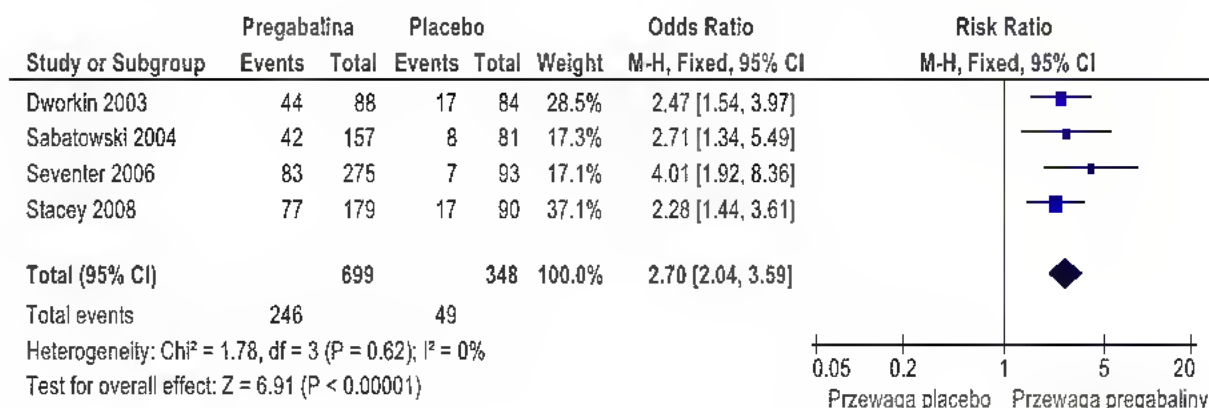 Pregabalina Placebo Odds Ratio Risk Ratio
Study or Subgroup Events Total Events Total Weight M-H, Fixed, 95% CI M-H, Fixed, 95% CI
Dworkin 2003 44 88 17 84 28.5% 2.47 [1.54, 3.97]
Sabatowski 2004 42 157 8 81 17.3% 2.71 [1.34, 5.49]
Seventer 2006 83 275 7 93 17.1% 4.01 [1.92, 8.36]
Stacey 2008 77 179 17 90 37.1% 2.28 [1.44, 3.61]
Total (95% CI) 699 348 100.0% 2.70 [2.04, 3.59]
Total events 246 49
Heterogeneity: Chi² = 1.78, df = 3 (P = 0.62); I² = 0%
Test for overall effect: Z = 6.91 (P < 0.00001)
0.05 0.2 1 5 20
Przewaga placebo Przewaga pregabaliny